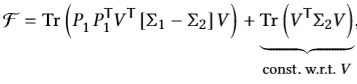 ℱ = Tr ( P₁ P₁ᵀ Vᵀ [Σ₁ − Σ₂] V ) + Tr ( Vᵀ Σ₂ V ),
const. w.r.t. V